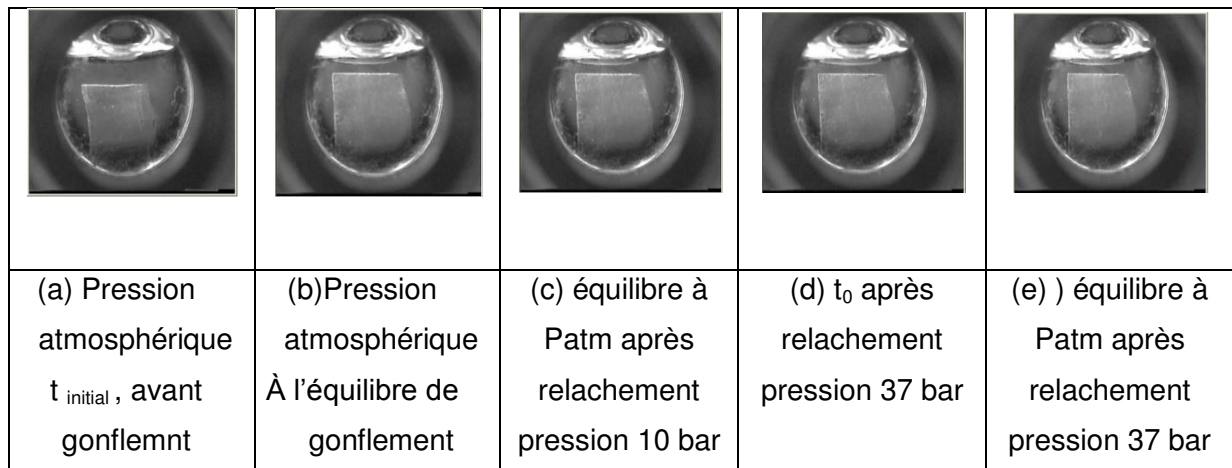 (a) Pression
atmosphérique
t initial , avant
gonflemnt
(b)Pression
atmosphérique
À l'équilibre de
gonflement
(c) équilibre à
Patm après
relachement
pression 10 bar
(d) t₀ après
relachement
pression 37 bar
(e) ) équilibre à
Patm après
relachement
pression 37 bar